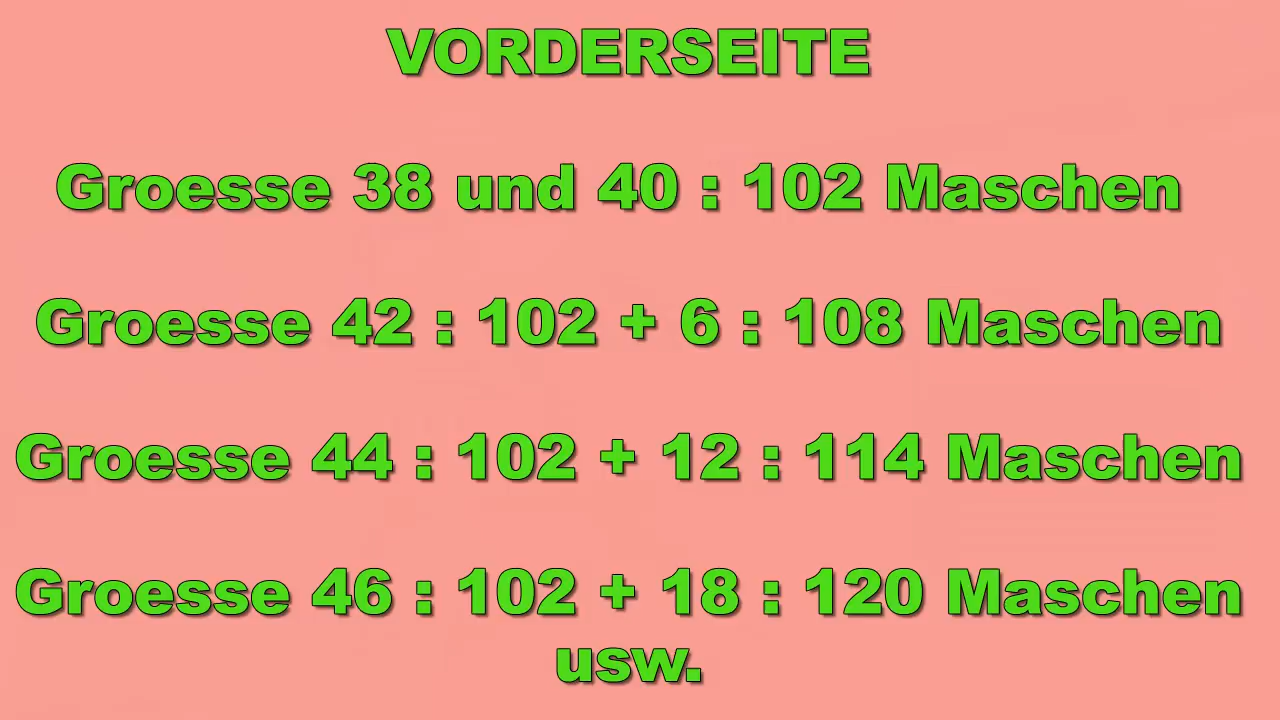 VORDERSEITE
Groesse 38 und 40 : 102 Maschen
Groesse 42 : 102 + 6 : 108 Maschen
Groesse 44 : 102 + 12 : 114 Maschen
Groesse 46 : 102 + 18 : 120 Maschen
usw.